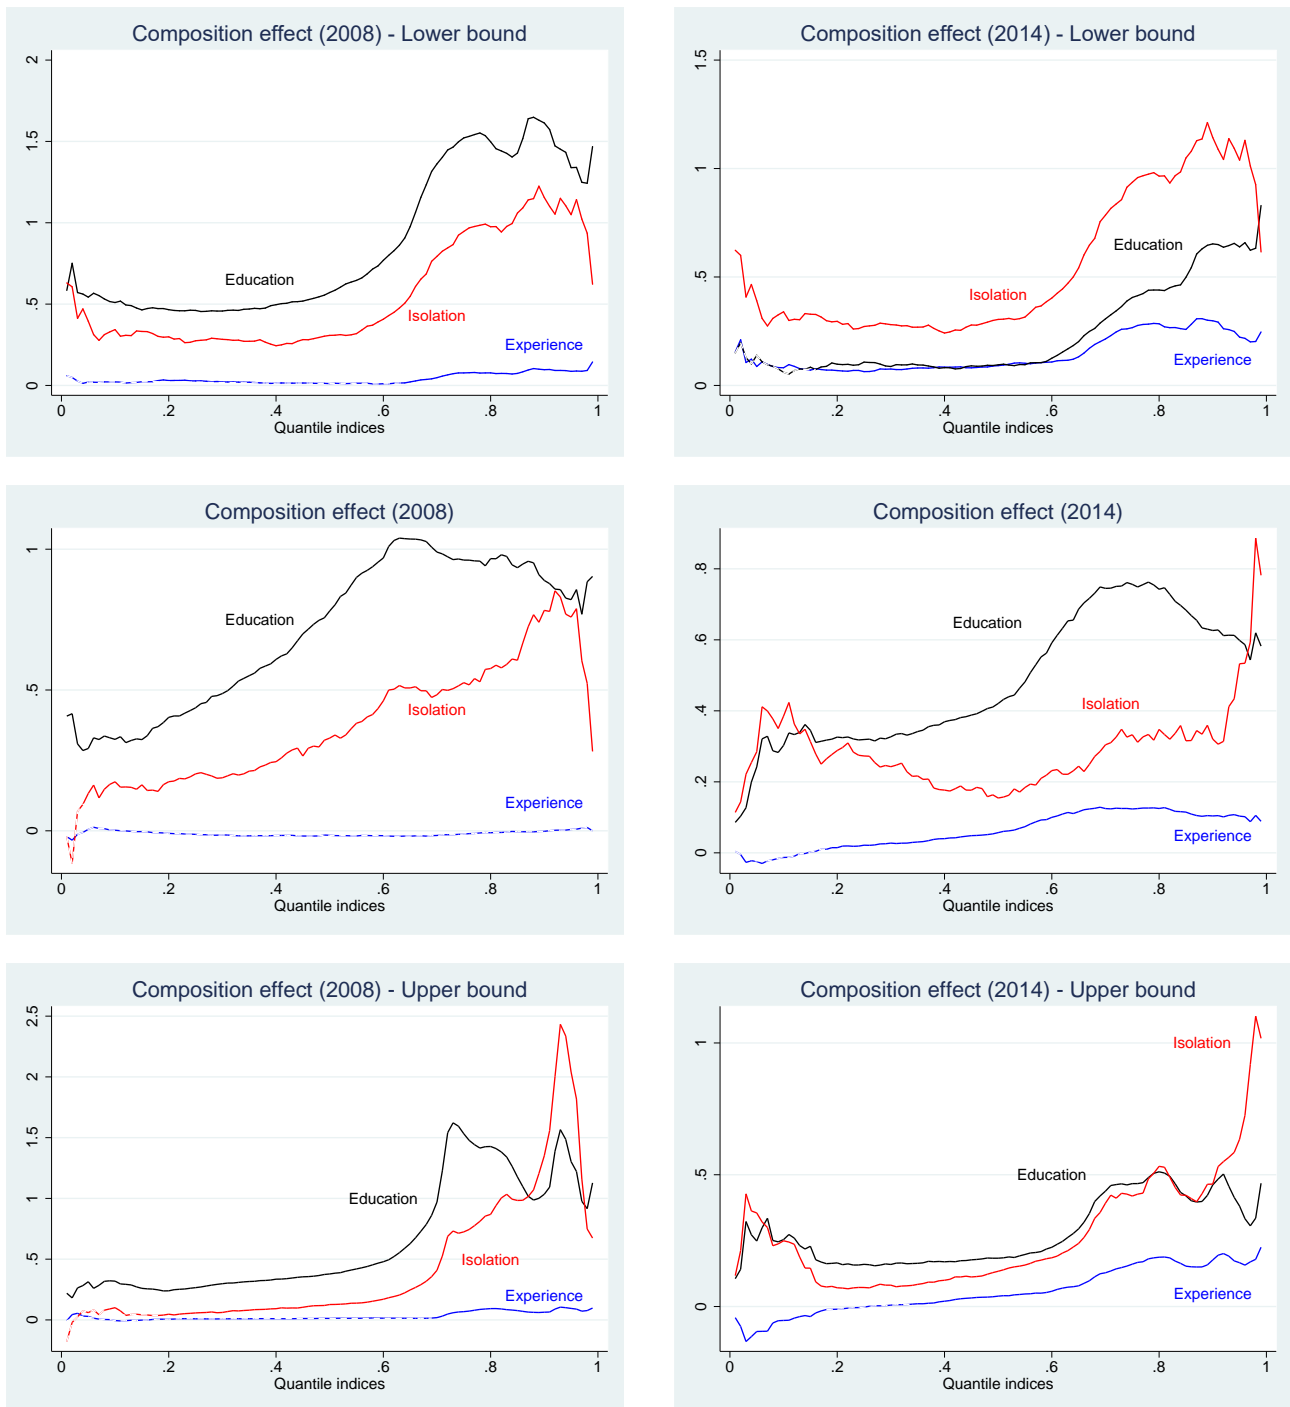 Composition effect (2008) - Lower bound
2
1.5
1
.5
0
Education
Isolation
Experience
0 .2 .4 .6 .8 1
Quantile indices
Composition effect (2014) - Lower bound
1.5
1
.5
0
Education
Isolation
Experience
0 .2 .4 .6 .8 1
Quantile indices
Composition effect (2008)
1
.5
0
Education
Isolation
Experience
0 .2 .4 .6 .8 1
Quantile indices
Composition effect (2014)
.8
.6
.4
.2
0
Education
Isolation
Experience
0 .2 .4 .6 .8 1
Quantile indices
Composition effect (2008) - Upper bound
2.5
2
1.5
1
.5
0
Education
Isolation
Experience
0 .2 .4 .6 .8 1
Quantile indices
Composition effect (2014) - Upper bound
1
.5
0
Isolation
Education
Experience
0 .2 .4 .6 .8 1
Quantile indices